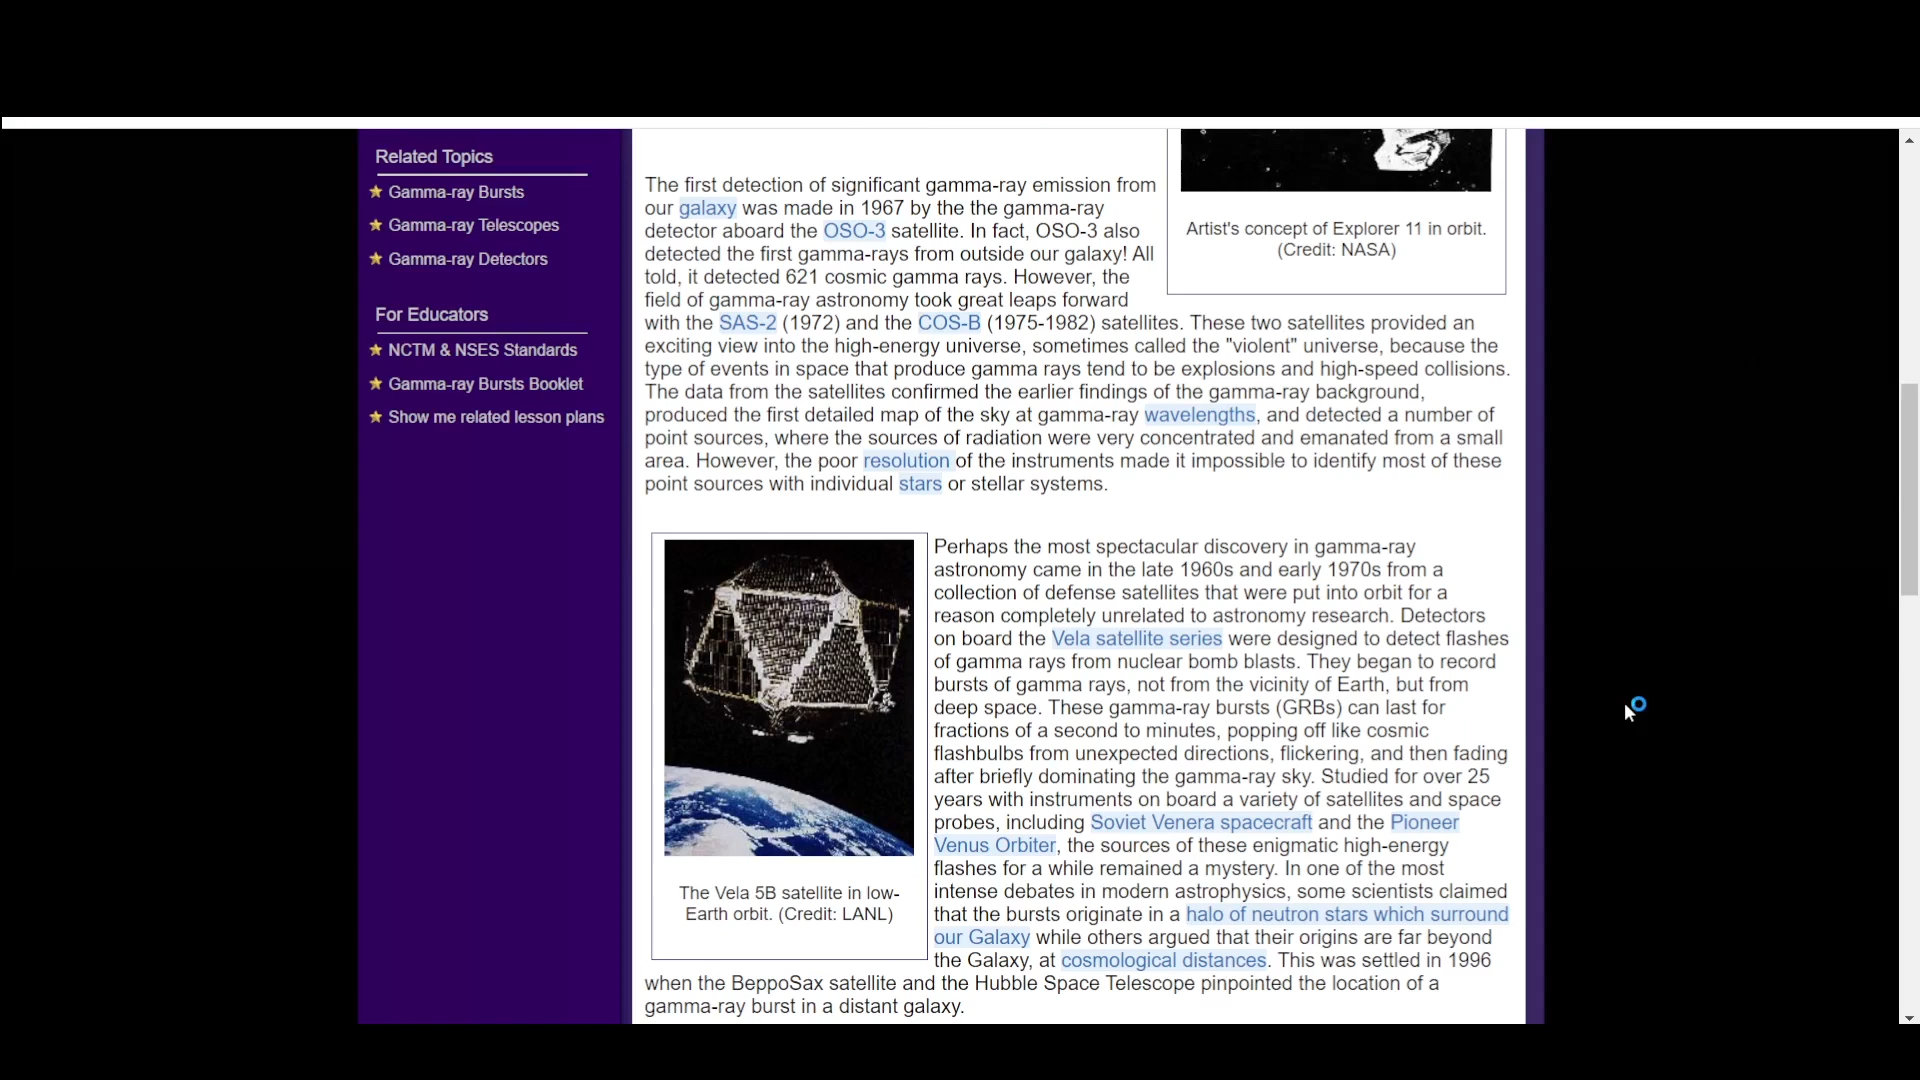 Related Topics
Gamma-ray Bursts
Gamma-ray Telescopes
Gamma-ray Detectors
For Educators
NCTM & NSES Standards
Gamma-ray Bursts Booklet
Show me related lesson plans
Artist's concept of Explorer 11 in orbit.
(Credit: NASA)
The first detection of significant gamma-ray emission from
our galaxy was made in 1967 by the the gamma-ray
detector aboard the OSO-3 satellite. In fact, OSO-3 also
detected the first gamma-rays from outside our galaxy! All
told, it detected 621 cosmic gamma rays. However, the
field of gamma-ray astronomy took great leaps forward
with the SAS-2 (1972) and the COS-B (1975-1982) satellites. These two satellites provided an
exciting view into the high-energy universe, sometimes called the "violent" universe, because the
type of events in space that produce gamma rays tend to be explosions and high-speed collisions.
The data from the satellites confirmed the earlier findings of the gamma-ray background,
produced the first detailed map of the sky at gamma-ray wavelengths, and detected a number of
point sources, where the sources of radiation were very concentrated and emanated from a small
area. However, the poor resolution of the instruments made it impossible to identify most of these
point sources with individual stars or stellar systems.
The Vela 5B satellite in low-
Earth orbit. (Credit: LANL)
Perhaps the most spectacular discovery in gamma-ray
astronomy came in the late 1960s and early 1970s from a
collection of defense satellites that were put into orbit for a
reason completely unrelated to astronomy research. Detectors
on board the Vela satellite series were designed to detect flashes
of gamma rays from nuclear bomb blasts. They began to record
bursts of gamma rays, not from the vicinity of Earth, but from
deep space. These gamma-ray bursts (GRBs) can last for
fractions of a second to minutes, popping off like cosmic
flashbulbs from unexpected directions, flickering, and then fading
after briefly dominating the gamma-ray sky. Studied for over 25
years with instruments on board a variety of satellites and space
probes, including Soviet Venera spacecraft and the Pioneer
Venus Orbiter, the sources of these enigmatic high-energy
flashes for a while remained a mystery. In one of the most
intense debates in modern astrophysics, some scientists claimed
that the bursts originate in a halo of neutron stars which surround
our Galaxy while others argued that their origins are far beyond
the Galaxy, at cosmological distances. This was settled in 1996
when the BeppoSax satellite and the Hubble Space Telescope pinpointed the location of a
gamma-ray burst in a distant galaxy.